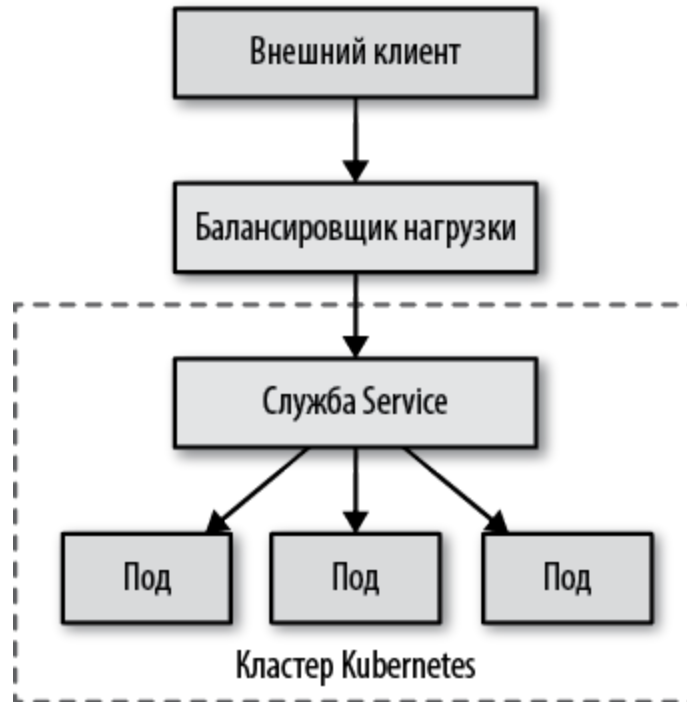 Внешний клиент
Балансировщик нагрузки
Служба Service
Под
Под
Под
Кластер Kubernetes